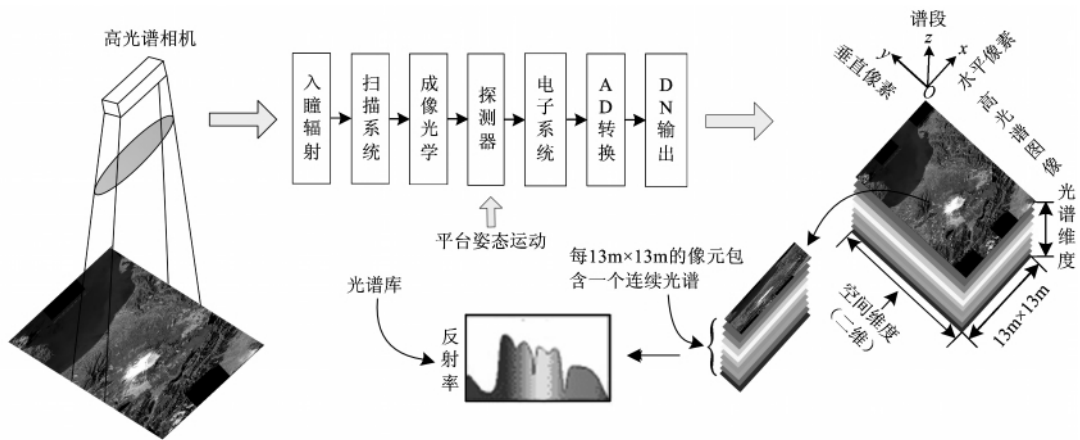 高光谱相机
入瞳辐射
扫描系统
成像光学
探测器
电子系统
AD转换
DN输出
平台姿态运动
谱段
z
y
x
O
垂直像素
水平像素
高光谱图像
光谱维度
空间维度
(二维)
13m×13m
每13m×13m的像元包
含一个连续光谱
光谱库
反射率